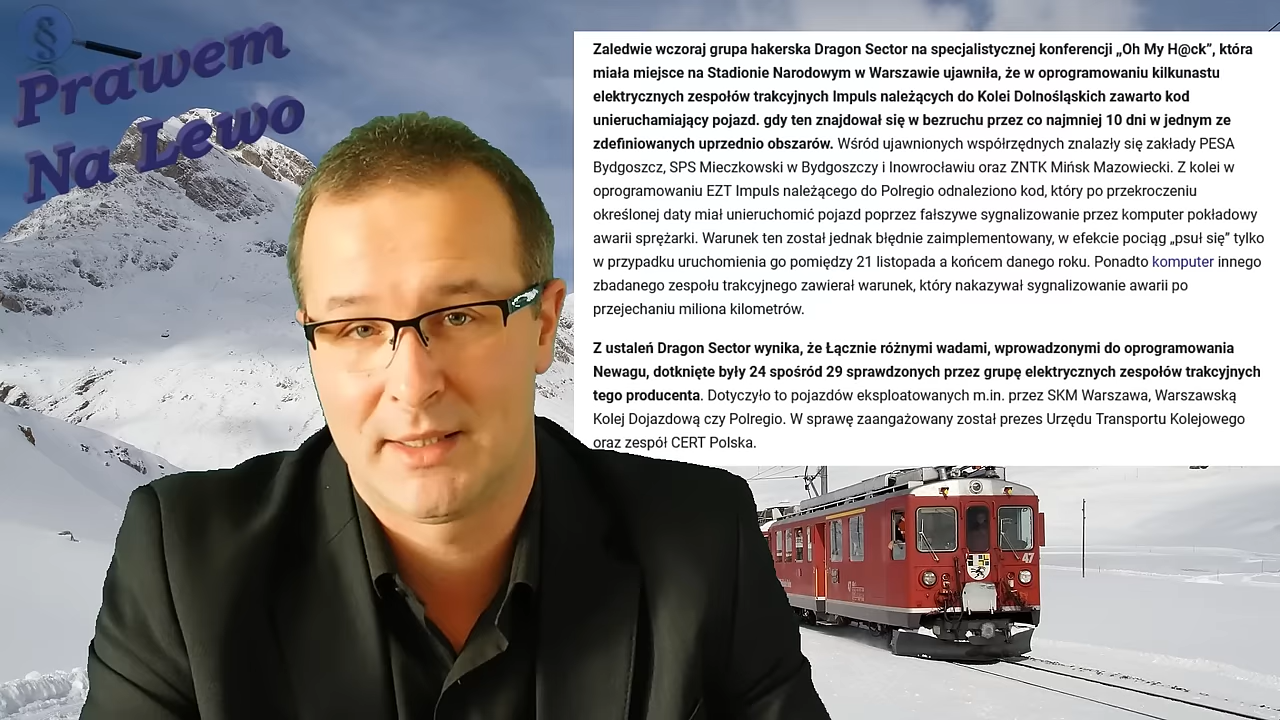 §
Prawem
Na Lewo
Zaledwie wczoraj grupa hakerska Dragon Sector na specjalistycznej konferencji „Oh My H@ck”, która
miała miejsce na Stadionie Narodowym w Warszawie ujawniła, że w oprogramowaniu kilkunastu
elektrycznych zespołów trakcyjnych Impuls należących do Kolei Dolnośląskich zawarto kod
unieruchamiający pojazd. gdy ten znajdował się w bezruchu przez co najmniej 10 dni w jednym ze
zdefiniowanych uprzednio obszarów. Wśród ujawnionych współrzędnych znalazły się zakłady PESA
Bydgoszcz, SPS Mieczkowski w Bydgoszczy i Inowrocławiu oraz ZNTK Mińsk Mazowiecki. Z kolei w
oprogramowaniu EZT Impuls należącego do Polregio odnaleziono kod, który po przekroczeniu
określonej daty miał unieruchomić pojazd poprzez fałszywe sygnalizowanie przez komputer pokładowy
awarii sprężarki. Warunek ten został jednak błędnie zaimplementowany, w efekcie pociąg „psuł się” tylko
w przypadku uruchomienia go pomiędzy 21 listopada a końcem danego roku. Ponadto komputer innego
zbadanego zespołu trakcyjnego zawierał warunek, który nakazywał sygnalizowanie awarii po
przejechaniu miliona kilometrów.
Z ustaleń Dragon Sector wynika, że Łącznie różnymi wadami, wprowadzonymi do oprogramowania
Newagu, dotknięte były 24 spośród 29 sprawdzonych przez grupę elektrycznych zespołów trakcyjnych
tego producenta. Dotyczyło to pojazdów eksploatowanych m.in. przez SKM Warszawa, Warszawską
Kolej Dojazdową czy Polregio. W sprawę zaangażowany został prezes Urzędu Transportu Kolejowego
oraz zespół CERT Polska.
47